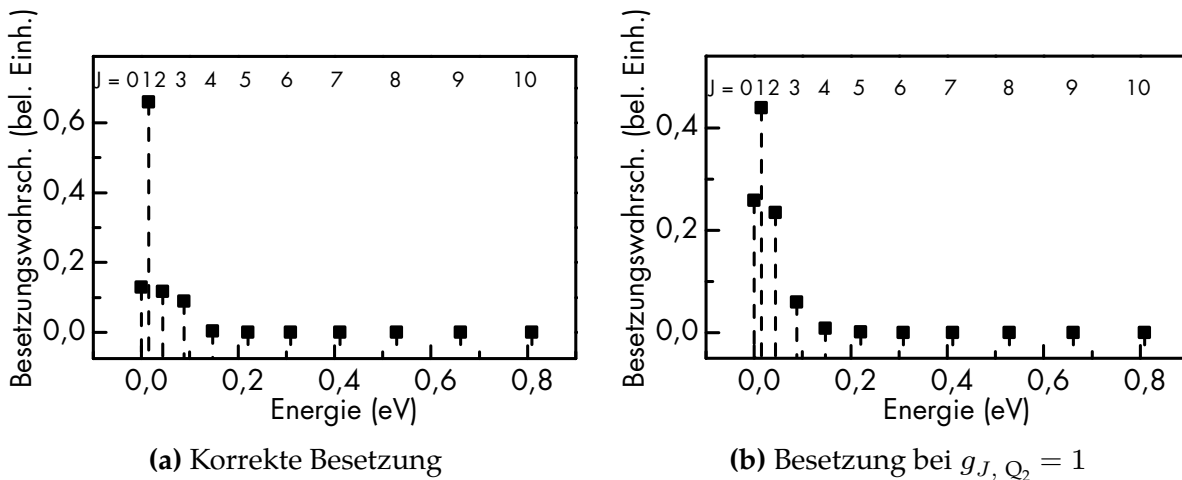 J = 0 1 2 3 4 5 6 7 8 9 10
Besetzungswahrsch. (bel. Einh.)
0,6
0,4
0,2
0,0
0,0 0,2 0,4 0,6 0,8
Energie (eV)
(a) Korrekte Besetzung
J = 0 1 2 3 4 5 6 7 8 9 10
Besetzungswahrsch. (bel. Einh.)
0,4
0,2
0,0
0,0 0,2 0,4 0,6 0,8
Energie (eV)
(b) Besetzung bei g_{J, Q_2} = 1